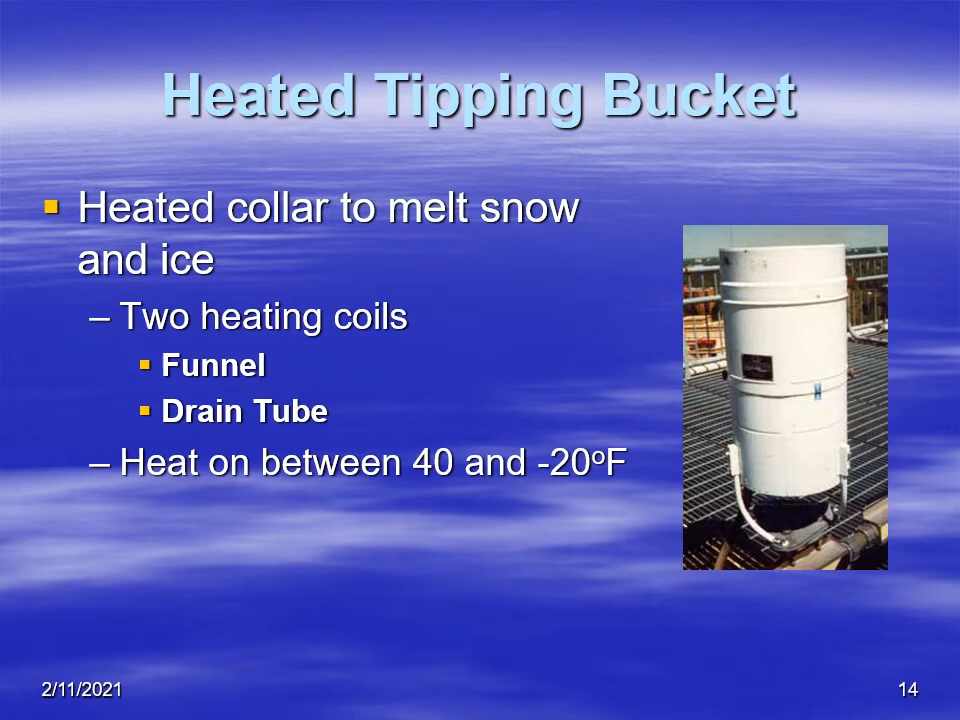 Heated Tipping Bucket
▪ Heated collar to melt snow
and ice
– Two heating coils
▪ Funnel
▪ Drain Tube
– Heat on between 40 and -20ºF
2/11/2021
14